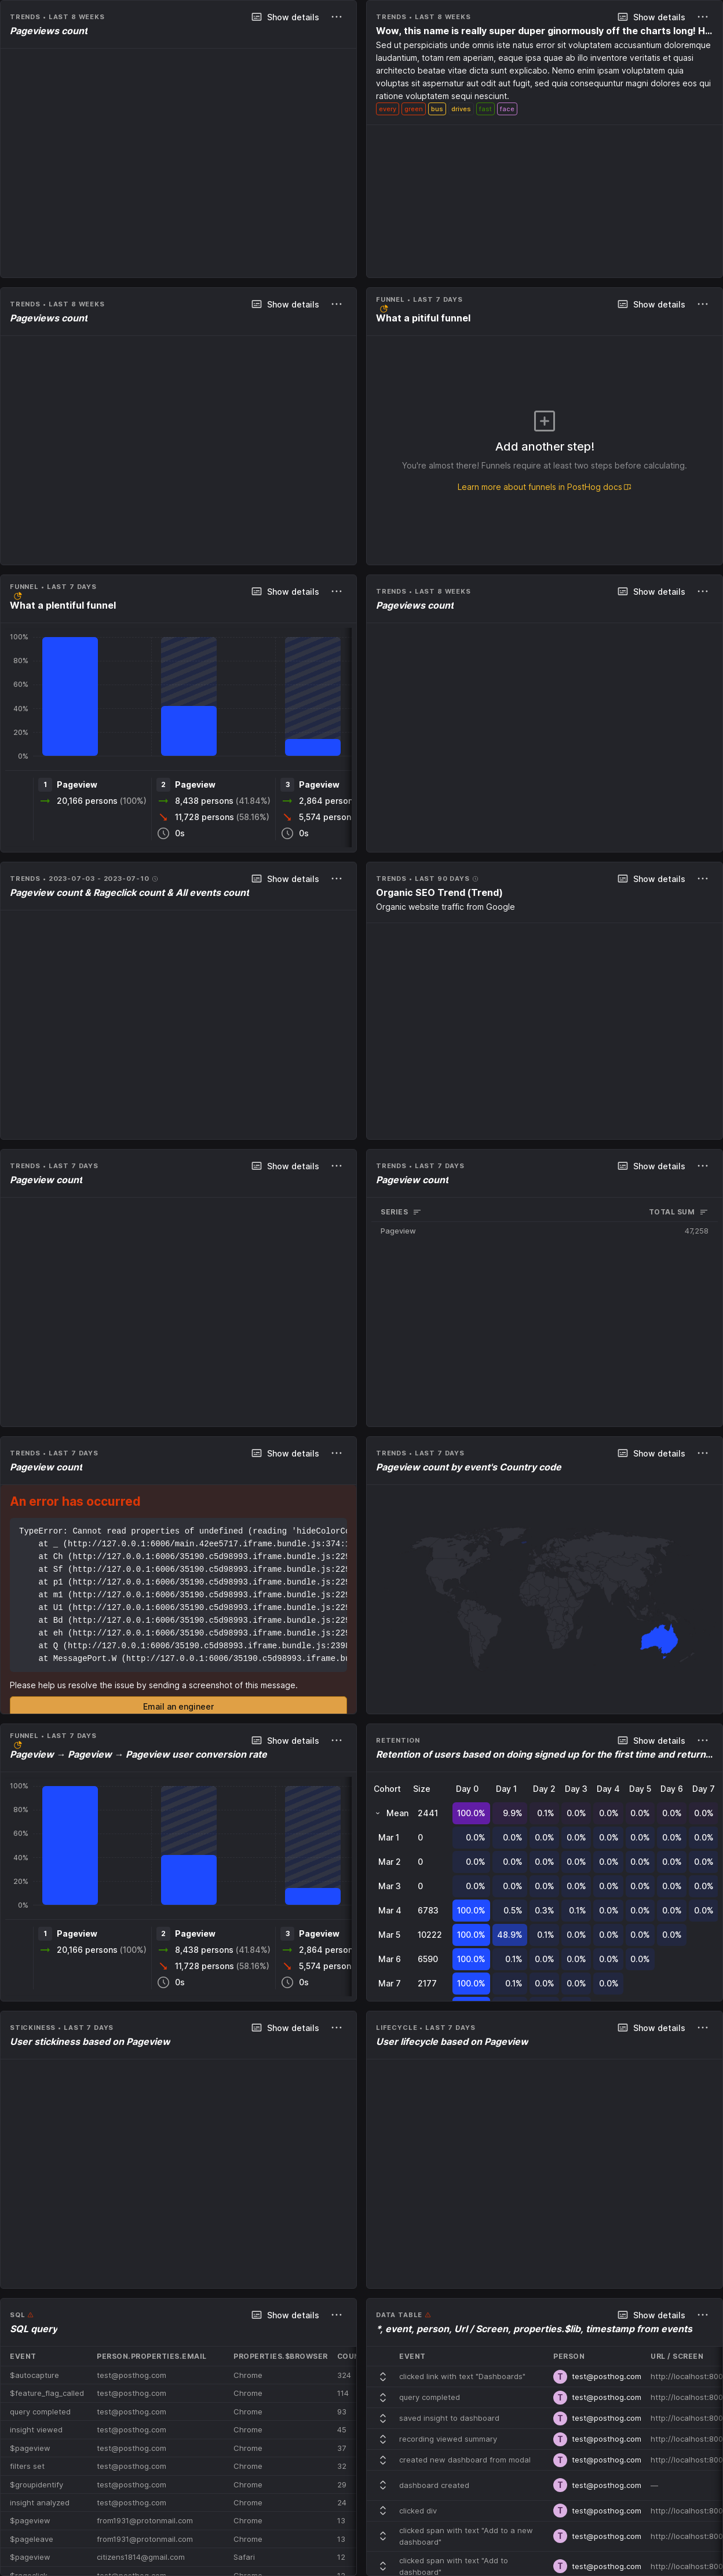 TRENDS • LAST 8 WEEKS
Show details
Pageviews count
TRENDS • LAST 8 WEEKS
Show details
Wow, this name is really super duper ginormously off the charts long! H...
Sed ut perspiciatis unde omnis iste natus error sit voluptatem accusantium doloremque
laudantium, totam rem aperiam, eaque ipsa quae ab illo inventore veritatis et quasi
architecto beatae vitae dicta sunt explicabo. Nemo enim ipsam voluptatem quia
voluptas sit aspernatur aut odit aut fugit, sed quia consequuntur magni dolores eos qui
ratione voluptatem sequi nesciunt.
every green bus drives fast face
TRENDS • LAST 8 WEEKS
Show details
Pageviews count
FUNNEL • LAST 7 DAYS
Show details
What a pitiful funnel
Add another step!
You're almost there! Funnels require at least two steps before calculating.
Learn more about funnels in PostHog docs
FUNNEL • LAST 7 DAYS
Show details
What a plentiful funnel
100%
80%
60%
40%
20%
0%
1 Pageview
20,166 persons (100%)
2 Pageview
8,438 persons (41.84%)
11,728 persons (58.16%)
0s
3 Pageview
2,864 person
5,574 person
0s
TRENDS • LAST 8 WEEKS
Show details
Pageviews count
TRENDS • 2023-07-03 - 2023-07-10
Show details
Pageview count & Rageclick count & All events count
TRENDS • LAST 90 DAYS
Show details
Organic SEO Trend (Trend)
Organic website traffic from Google
TRENDS • LAST 7 DAYS
Show details
Pageview count
TRENDS • LAST 7 DAYS
Show details
Pageview count
SERIES TOTAL SUM
Pageview 47,258
TRENDS • LAST 7 DAYS
Show details
Pageview count
An error has occurred
TypeError: Cannot read properties of undefined (reading 'hideColorCo
at _ (http://127.0.0.1:6006/main.42ee5717.iframe.bundle.js:374:
at Ch (http://127.0.0.1:6006/35190.c5d98993.iframe.bundle.js:229
at Sf (http://127.0.0.1:6006/35190.c5d98993.iframe.bundle.js:229
at p1 (http://127.0.0.1:6006/35190.c5d98993.iframe.bundle.js:229
at m1 (http://127.0.0.1:6006/35190.c5d98993.iframe.bundle.js:229
at U1 (http://127.0.0.1:6006/35190.c5d98993.iframe.bundle.js:229
at Bd (http://127.0.0.1:6006/35190.c5d98993.iframe.bundle.js:229
at eh (http://127.0.0.1:6006/35190.c5d98993.iframe.bundle.js:229
at Q (http://127.0.0.1:6006/35190.c5d98993.iframe.bundle.js:2398
at MessagePort.W (http://127.0.0.1:6006/35190.c5d98993.iframe.bu
Please help us resolve the issue by sending a screenshot of this message.
Email an engineer
TRENDS • LAST 7 DAYS
Show details
Pageview count by event's Country code
FUNNEL • LAST 7 DAYS
Show details
Pageview → Pageview → Pageview user conversion rate
100%
80%
60%
40%
20%
0%
1 Pageview
20,166 persons (100%)
2 Pageview
8,438 persons (41.84%)
11,728 persons (58.16%)
0s
3 Pageview
2,864 person
5,574 person
0s
RETENTION
Show details
Retention of users based on doing signed up for the first time and return...
Cohort Size Day 0 Day 1 Day 2 Day 3 Day 4 Day 5 Day 6 Day 7
Mean 2441 100.0% 9.9% 0.1% 0.0% 0.0% 0.0% 0.0% 0.0%
Mar 1 0 0.0% 0.0% 0.0% 0.0% 0.0% 0.0% 0.0% 0.0%
Mar 2 0 0.0% 0.0% 0.0% 0.0% 0.0% 0.0% 0.0% 0.0%
Mar 3 0 0.0% 0.0% 0.0% 0.0% 0.0% 0.0% 0.0% 0.0%
Mar 4 6783 100.0% 0.5% 0.3% 0.1% 0.0% 0.0% 0.0% 0.0%
Mar 5 10222 100.0% 48.9% 0.1% 0.0% 0.0% 0.0% 0.0%
Mar 6 6590 100.0% 0.1% 0.0% 0.0% 0.0% 0.0%
Mar 7 2177 100.0% 0.1% 0.0% 0.0% 0.0%
STICKINESS • LAST 7 DAYS
Show details
User stickiness based on Pageview
LIFECYCLE • LAST 7 DAYS
Show details
User lifecycle based on Pageview
SQL
Show details
SQL query
EVENT PERSON.PROPERTIES.EMAIL PROPERTIES.$BROWSER COU
$autocapture test@posthog.com Chrome 324
$feature_flag_called test@posthog.com Chrome 114
query completed test@posthog.com Chrome 93
insight viewed test@posthog.com Chrome 45
$pageview test@posthog.com Chrome 37
filters set test@posthog.com Chrome 32
$groupidentify test@posthog.com Chrome 29
insight analyzed test@posthog.com Chrome 24
$pageview from1931@protonmail.com Chrome 13
$pageleave from1931@protonmail.com Chrome 13
$pageview citizens1814@gmail.com Safari 12
DATA TABLE
Show details
*, event, person, Url / Screen, properties.$lib, timestamp from events
EVENT PERSON URL / SCREEN
clicked link with text "Dashboards" T test@posthog.com http://localhost:800
query completed T test@posthog.com http://localhost:800
saved insight to dashboard T test@posthog.com http://localhost:800
recording viewed summary T test@posthog.com http://localhost:800
created new dashboard from modal T test@posthog.com http://localhost:800
dashboard created T test@posthog.com —
clicked div T test@posthog.com http://localhost:800
clicked span with text "Add to a new
dashboard" T test@posthog.com http://localhost:800
clicked span with text "Add to
dashboard" T test@posthog.com http://localhost:800